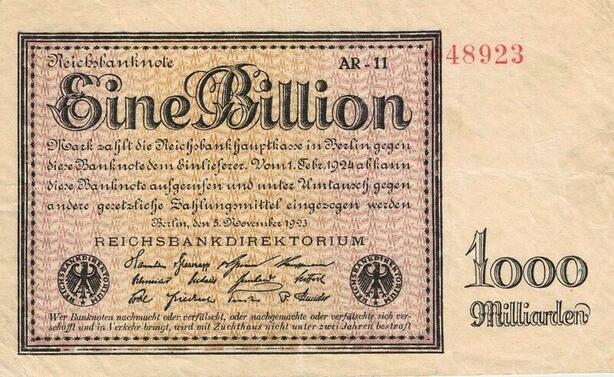 Reichsbanknote AR-11
48923
Eine Billion
Mark zahlt die Reichsbankhauptkasse in Berlin gegen
diese Banknote dem Einlieferer. Vom 1. Febr. 1924 ab kann
diese Banknote aufgerufen und unter Umtausch gegen
andere gesetzliche Zahlungsmittel eingezogen werden
Berlin, den 5. November 1923
REICHSBANKDIREKTORIUM
REICHSBANKDIREKTORIUM
REICHSBANKDIREKTORIUM
1000
Milliarden
Wer Banknoten nachmacht oder verfälscht, oder nachgemachte oder verfälschte sich ver-
schafft und in Verkehr bringt, wird mit Zuchthaus nicht unter zwei Jahren bestraft